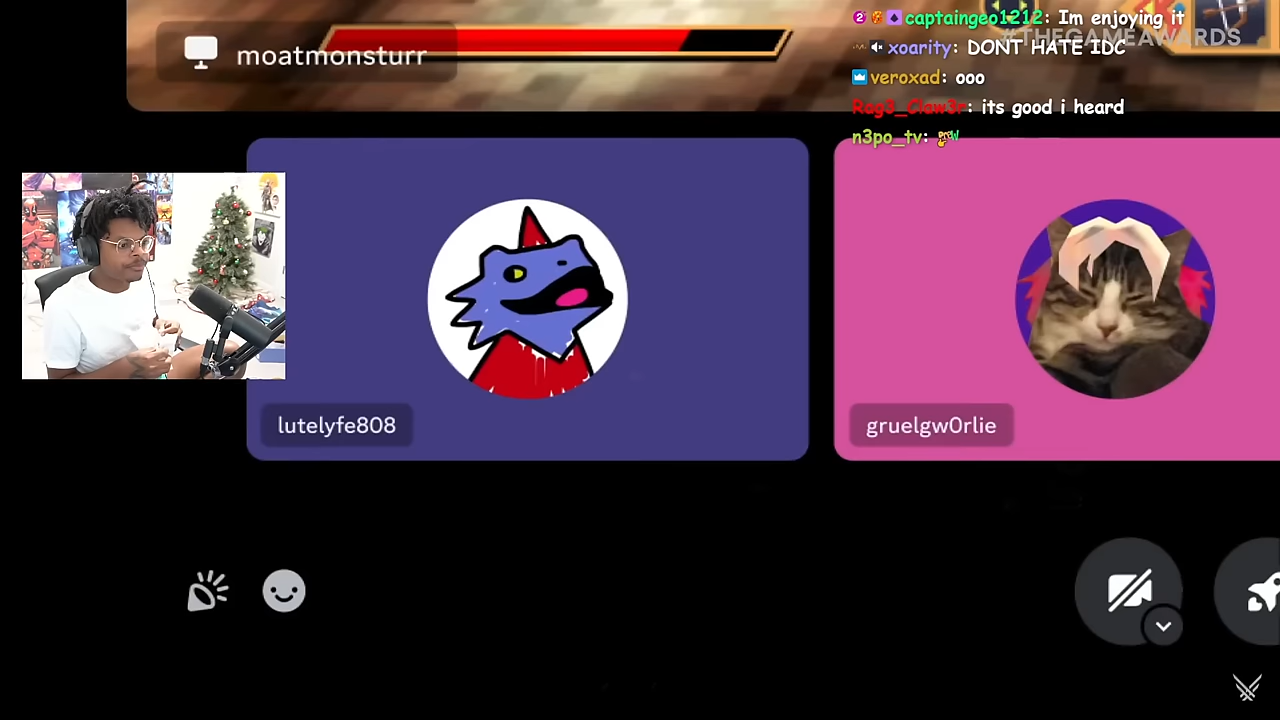 moatmonsturr
captaingeo1212: Im enjoying it
#THEGAMEAWARDS
xoarity: DONT HATE IDC
veroxad: ooo
Rag3_Claw3r: its good i heard
n3po_tv:
lutelyfe808
gruelgw0rlie